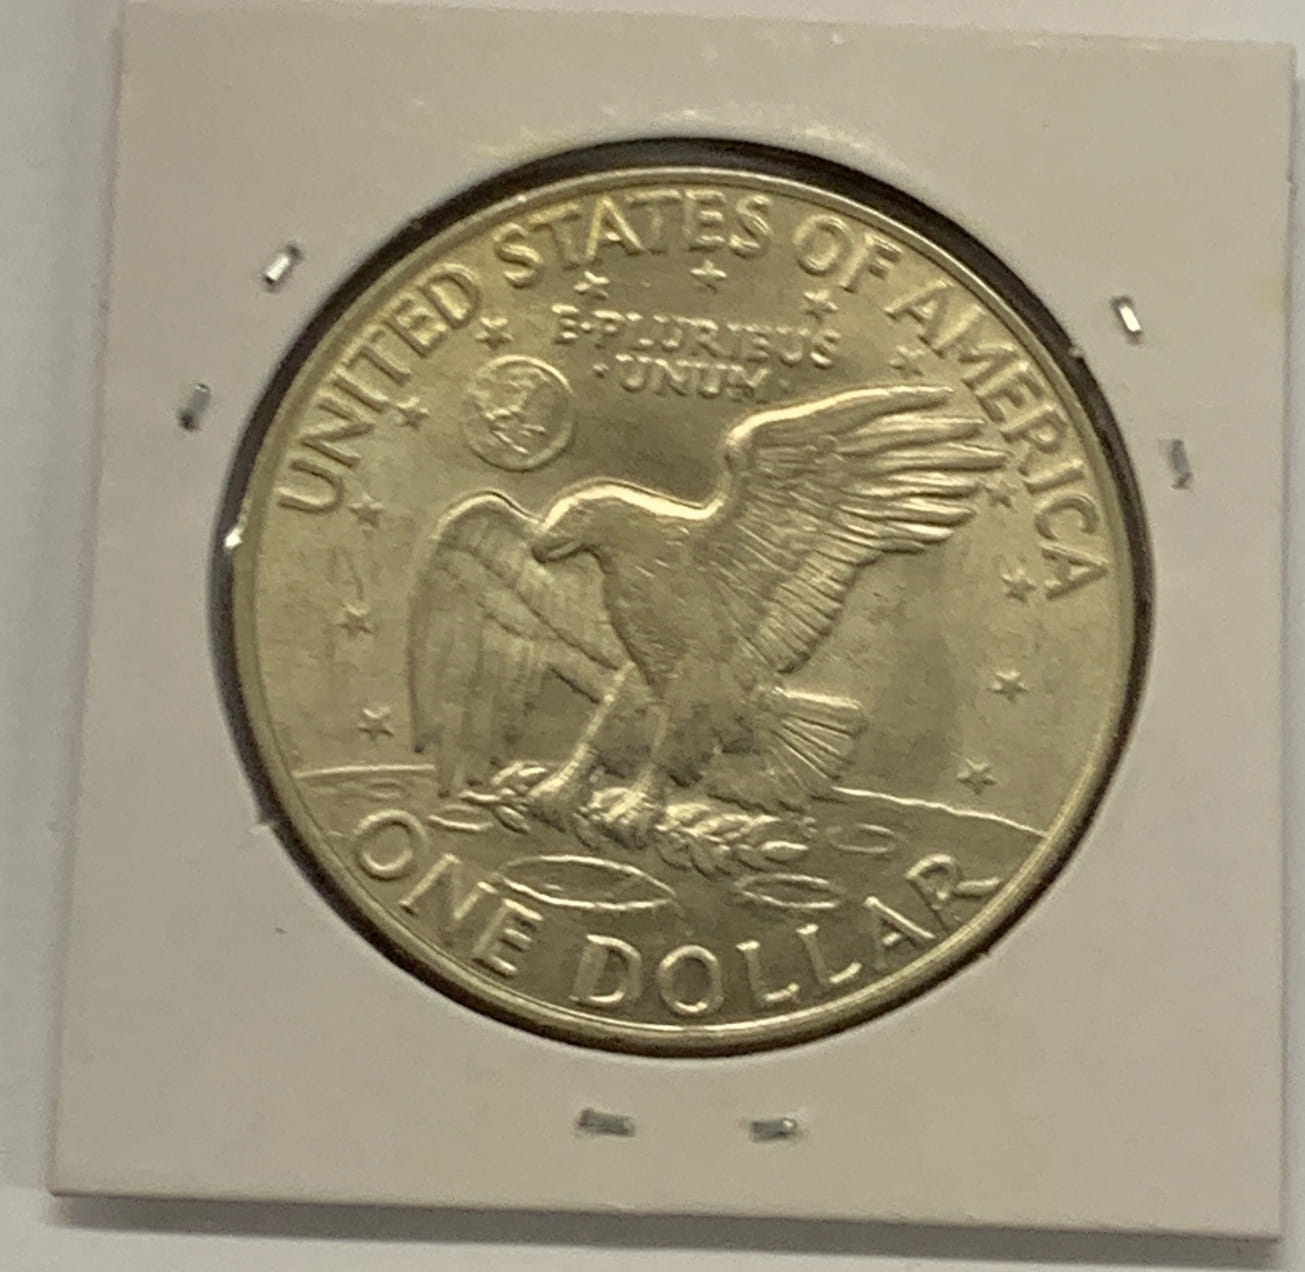 UNITED STATES OF AMERICA
E·PLURIBUS
·UNUM·
ONE DOLLAR